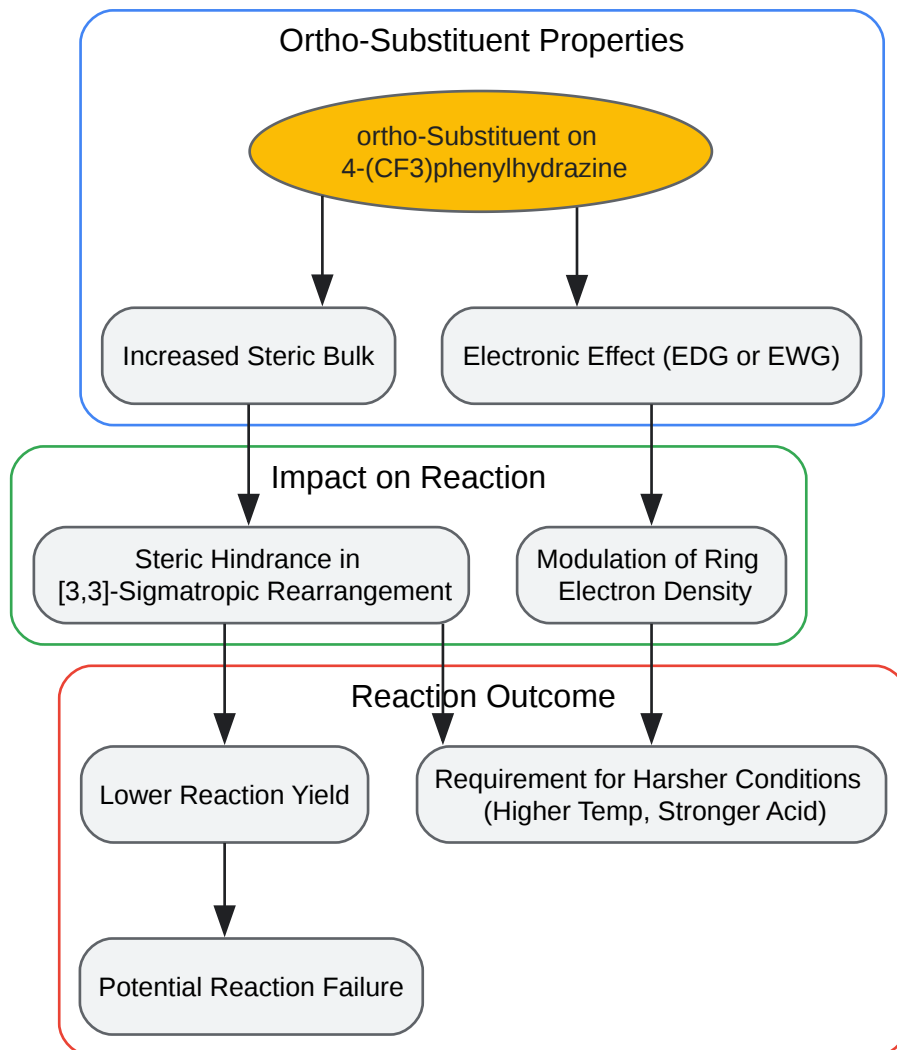 Ortho-Substituent Properties
ortho-Substituent on
4-(CF3)phenylhydrazine
Increased Steric Bulk
Electronic Effect (EDG or EWG)
Impact on Reaction
Steric Hindrance in
[3,3]-Sigmatropic Rearrangement
Modulation of Ring
Electron Density
Reaction Outcome
Lower Reaction Yield
Requirement for Harsher Conditions
(Higher Temp, Stronger Acid)
Potential Reaction Failure